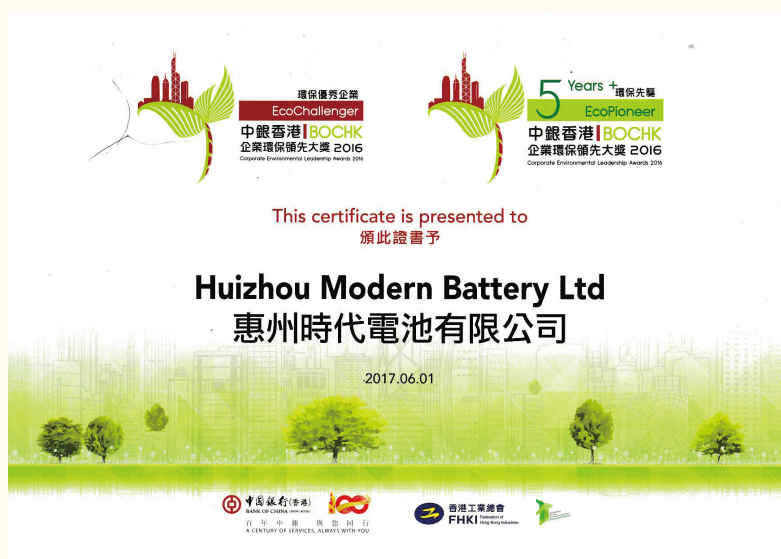 環保優秀企業
EcoChallenger
中銀香港 BOCHK
企業環保領先大獎 2016
Corporate Environmental Leadership Awards 2016
5 Years +
環保先驅
EcoPioneer
中銀香港 BOCHK
企業環保領先大獎 2016
Corporate Environmental Leadership Awards 2016
This certificate is presented to
頒此證書予
Huizhou Modern Battery Ltd
惠州時代電池有限公司
2017.06.01
中国银行(香港)
BANK OF CHINA (HONG KONG)
百年中銀 與您同行
A CENTURY OF SERVICES, ALWAYS WITH YOU
香港工業總會
FHKI Federation of
Hong Kong Industries